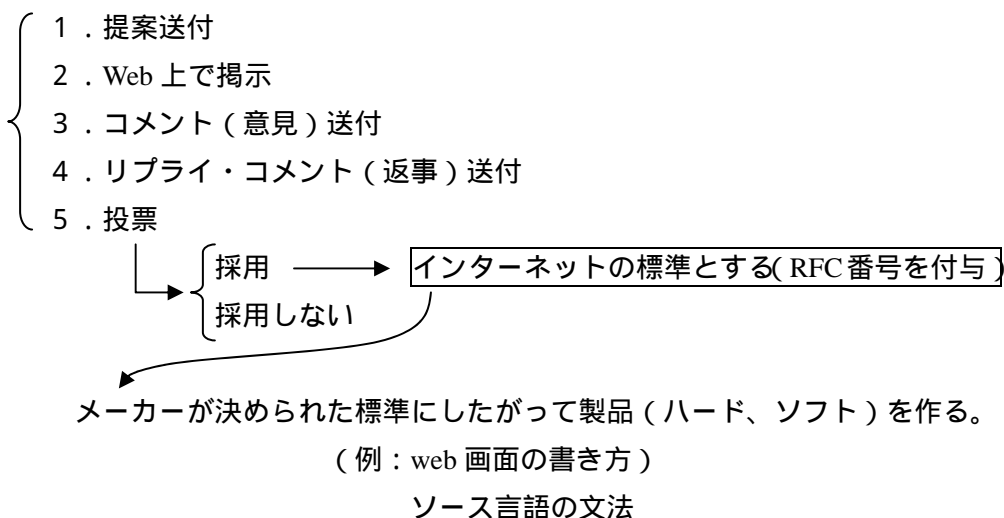 １．提案送付
２．Web 上で掲示
３．コメント（意見）送付
４．リプライ・コメント（返事）送付
５．投票
採用 インターネットの標準とする（RFC 番号を付与）
採用しない
メーカーが決められた標準にしたがって製品（ハード、ソフト）を作る。
（例：web 画面の書き方）
ソース言語の文法